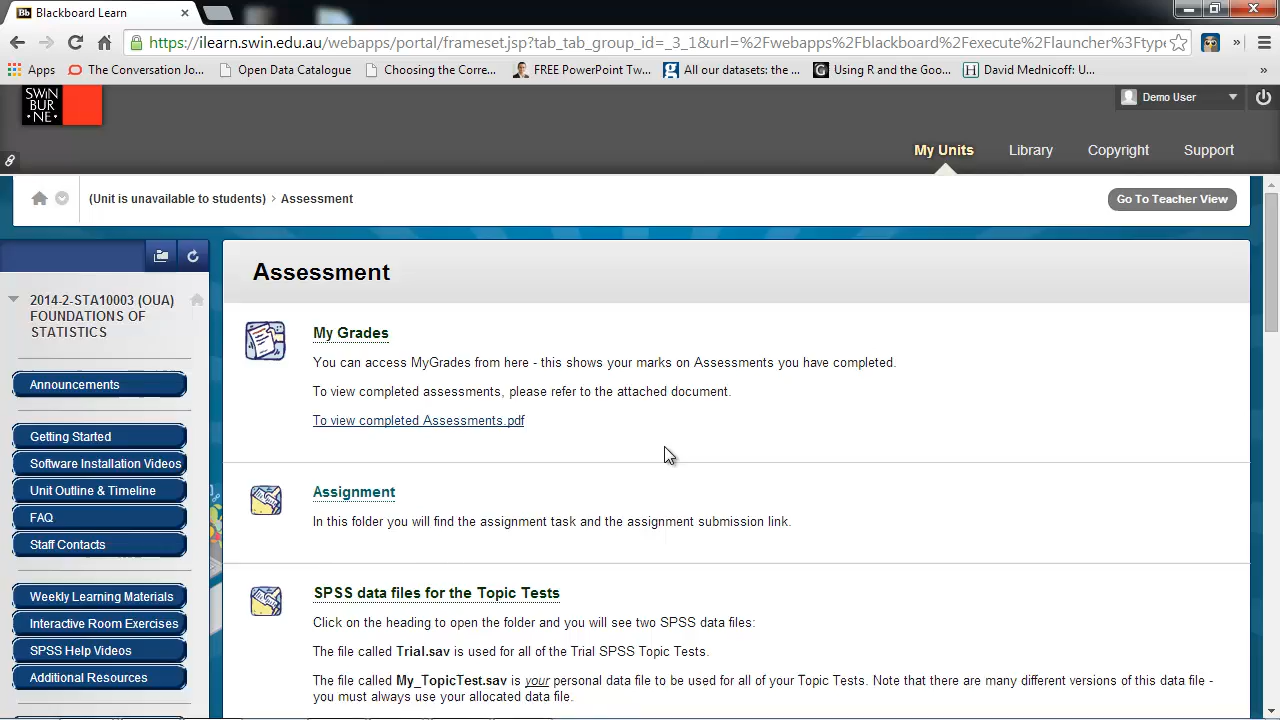 Blackboard Learn
https://ilearn.swin.edu.au/webapps/portal/frameset.jsp?tab_tab_group_id=_3_1&url=%2Fwebapps%2Fblackboard%2Fexecute%2Flauncher%3Ftype
Apps The Conversation Jo... Open Data Catalogue Choosing the Corre... FREE PowerPoint Tw... All our datasets: the ... Using R and the Goo... David Mednicoff: U...
SWIN
BUR
NE
Demo User
My Units Library Copyright Support
(Unit is unavailable to students) > Assessment
Go To Teacher View
Assessment
2014-2-STA10003 (OUA)
FOUNDATIONS OF
STATISTICS
Announcements
Getting Started
Software Installation Videos
Unit Outline & Timeline
FAQ
Staff Contacts
Weekly Learning Materials
Interactive Room Exercises
SPSS Help Videos
Additional Resources
My Grades
You can access MyGrades from here - this shows your marks on Assessments you have completed.
To view completed assessments, please refer to the attached document.
To view completed Assessments.pdf
Assignment
In this folder you will find the assignment task and the assignment submission link.
SPSS data files for the Topic Tests
Click on the heading to open the folder and you will see two SPSS data files:
The file called Trial.sav is used for all of the Trial SPSS Topic Tests.
The file called My_TopicTest.sav is your personal data file to be used for all of your Topic Tests. Note that there are many different versions of this data file -
you must always use your allocated data file.